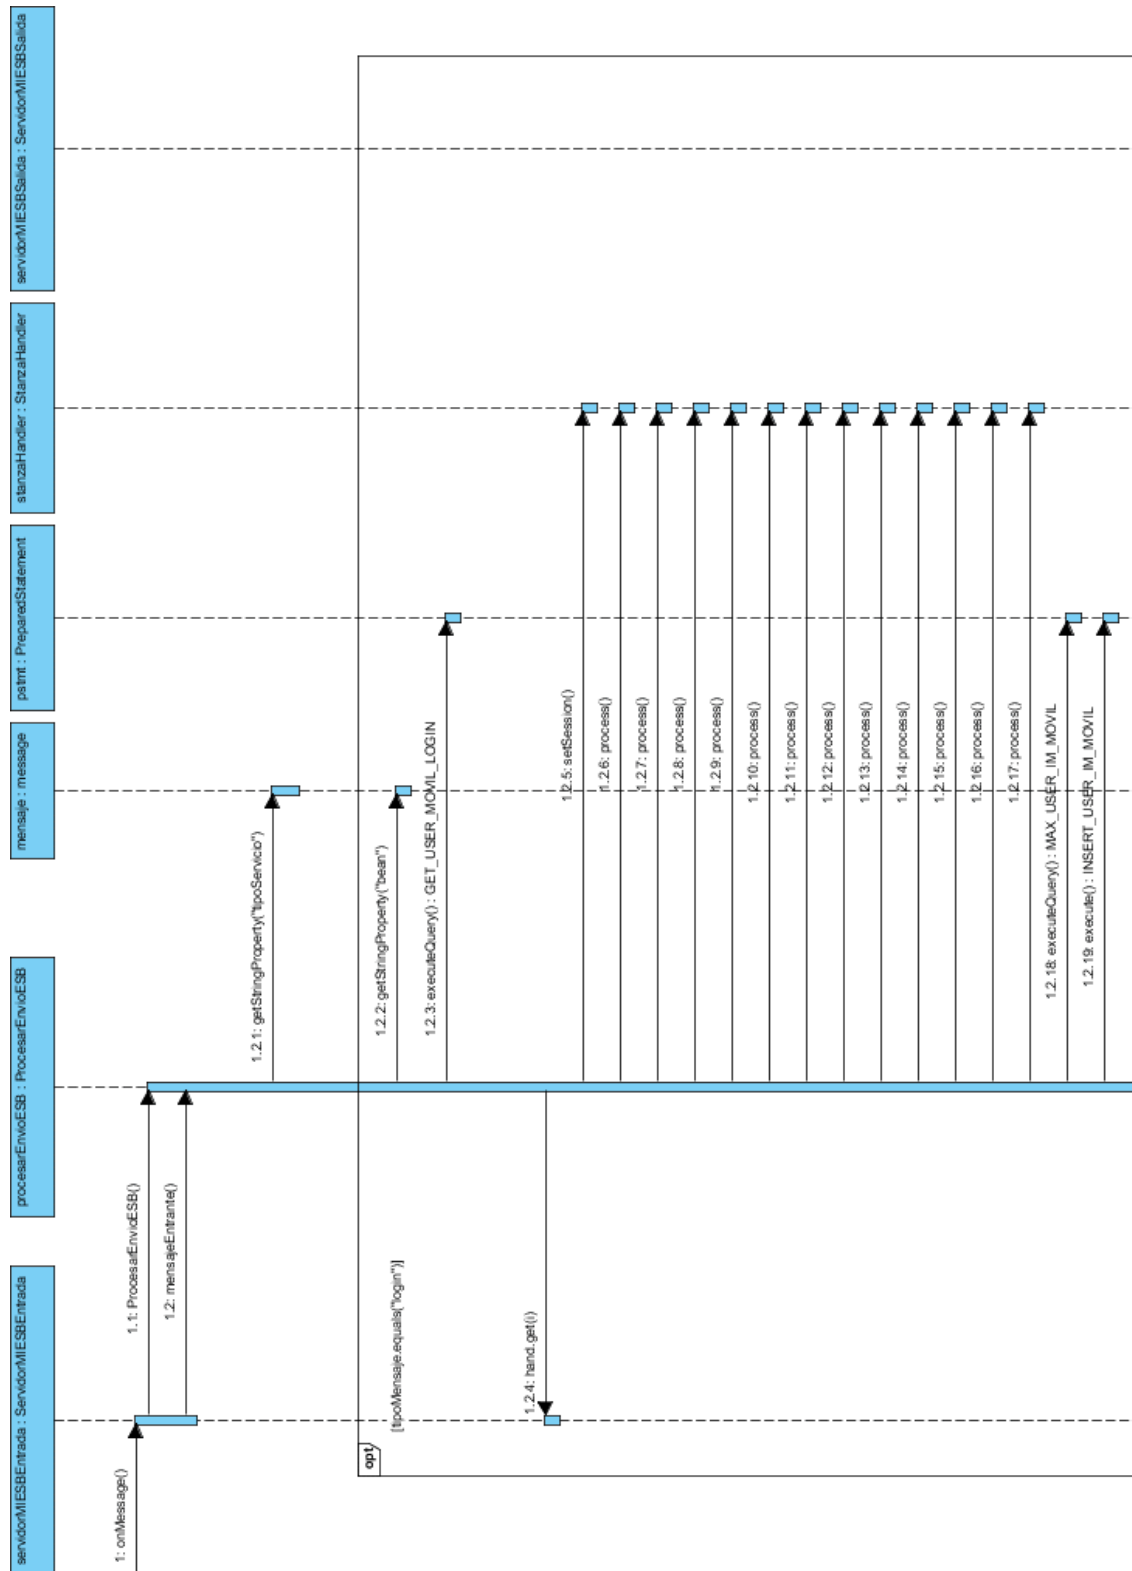 servidorMIESBEntrada : ServidorMIESBEntrada
procesarEnvioESB : ProcesarEnvioESB
mensaje : message
pstmt : PreparedStatement
stanzaHandler : StanzaHandler
servidorMIESBSalida : ServidorMIESBSalida
1: onMessage()
1.1: ProcesarEnvioESB()
1.2: mensajeEntrante()
1.2.1: getStringProperty("tipoServicio")
opt
[tipoMensaje.equals("login")]
1.2.2: getStringProperty("bean")
1.2.3: executeQuery() : GET_USER_MOVIL_LOGIN
1.2.4: hand.get(i)
1.2.5: setSession()
1.2.6: process()
1.2.7: process()
1.2.8: process()
1.2.9: process()
1.2.10: process()
1.2.11: process()
1.2.12: process()
1.2.13: process()
1.2.14: process()
1.2.15: process()
1.2.16: process()
1.2.17: process()
1.2.18: executeQuery() : MAX_USER_IM_MOVIL
1.2.19: execute() : INSERT_USER_IM_MOVIL